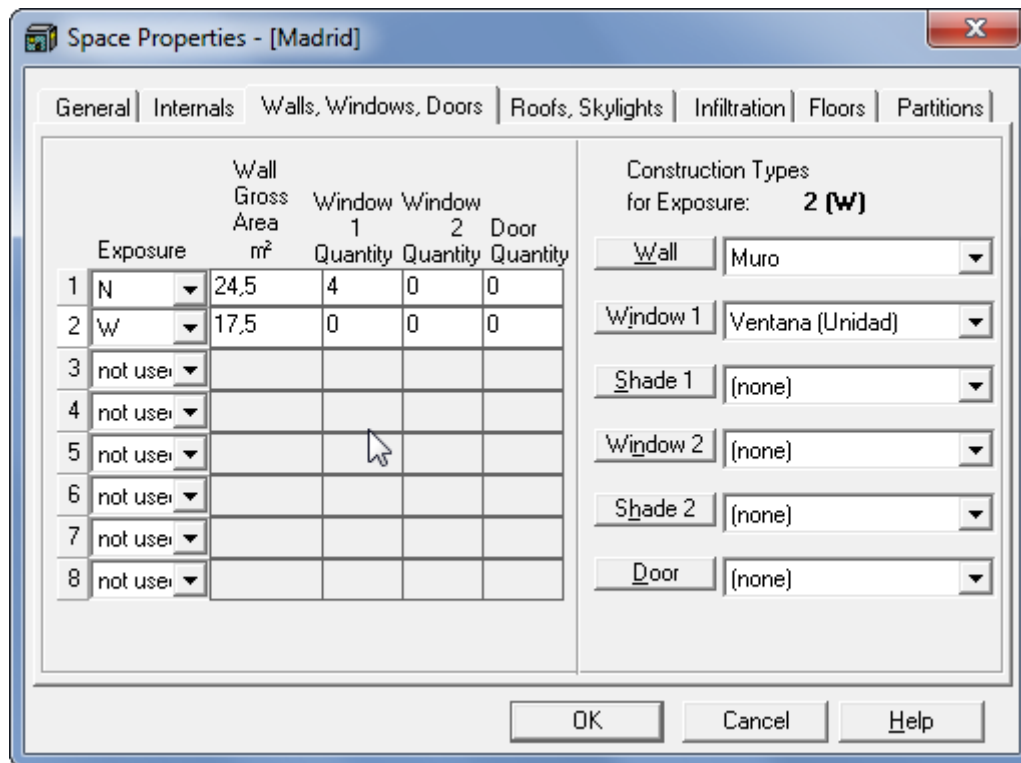 Space Properties - [Madrid]
General Internals Walls, Windows, Doors Roofs, Skylights Infiltration Floors Partitions
Wall
Gross
Area
m²
Exposure
Window
1
Quantity
Window
2
Quantity
Door
Quantity
1 N 24,5 4 0 0
2 W 17,5 0 0 0
3 not use
4 not use
5 not use
6 not use
7 not use
8 not use
Construction Types
for Exposure: 2 (W)
Wall Muro
Window 1 Ventana (Unidad)
Shade 1 (none)
Window 2 (none)
Shade 2 (none)
Door (none)
OK Cancel Help